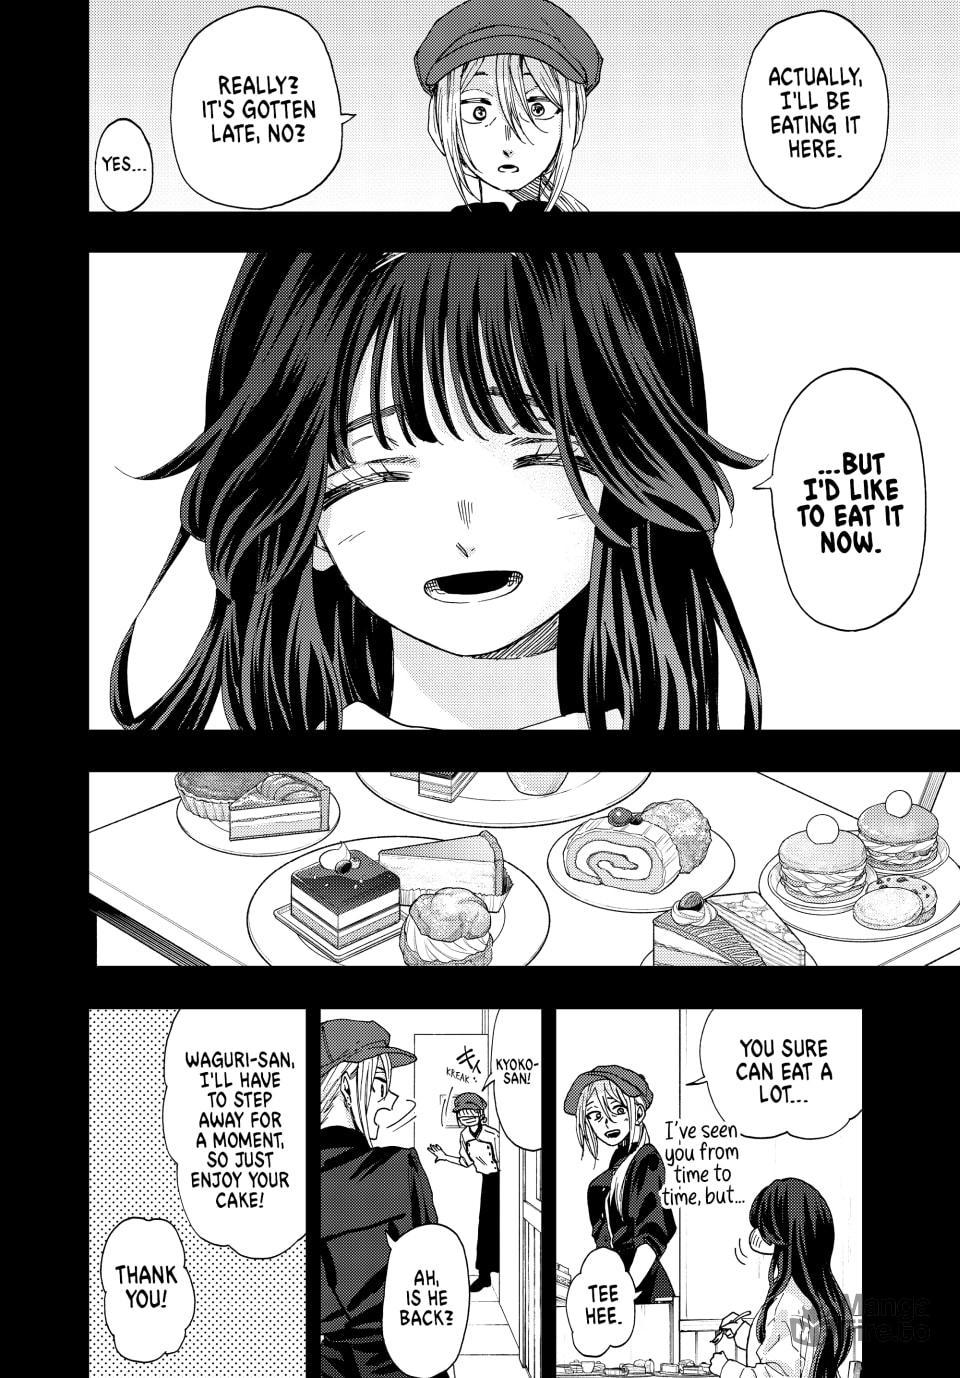 ACTUALLY,
I'LL BE
EATING IT
HERE.
REALLY?
IT'S GOTTEN
LATE, NO?
YES...
...BUT
I'D LIKE
TO EAT IT
NOW.
YOU SURE
CAN EAT A
LOT...
I've seen
you from
time to
time, but...
TEE
HEE.
KYOKO-
SAN!
KREAK
AH,
IS HE
BACK?
WAGURI-SAN,
I'LL HAVE
TO STEP
AWAY FOR
A MOMENT,
SO JUST
ENJOY YOUR
CAKE!
THANK
YOU!
Manga